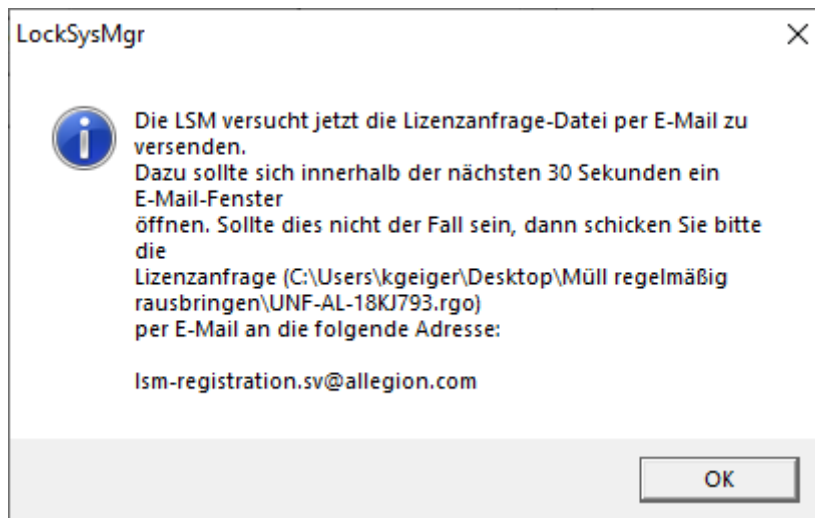 LockSysMgr
Die LSM versucht jetzt die Lizenzanfrage-Datei per E-Mail zu
versenden.
Dazu sollte sich innerhalb der nächsten 30 Sekunden ein
E-Mail-Fenster
öffnen. Sollte dies nicht der Fall sein, dann schicken Sie bitte
die
Lizenzanfrage (C:\Users\kgeiger\Desktop\Müll regelmäßig
rausbringen\UNF-AL-18KJ793.rgo)
per E-Mail an die folgende Adresse:
lsm-registration.sv@allegion.com
OK